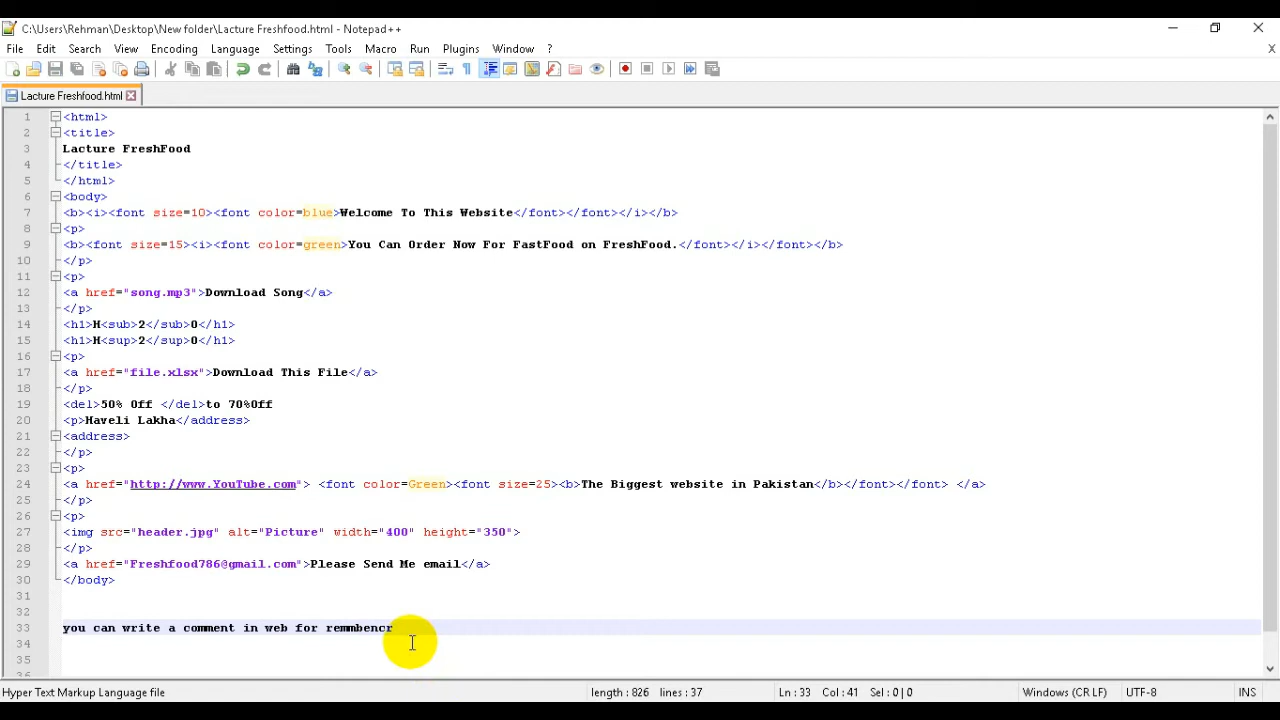 C:\Users\Rehman\Desktop\New folder\Lacture Freshfood.html - Notepad++
File Edit Search View Encoding Language Settings Tools Macro Run Plugins Window ? X
Lacture Freshfood.html
1 <html>
2 <title>
3 Lacture FreshFood
4 </title>
5 </html>
6 <body>
7 <b><i><font size=10><font color=blue>Welcome To This Website</font></font></i></b>
8 <p>
9 <b><font size=15><i><font color=green>You Can Order Now For FastFood on FreshFood.</font></i></font></b>
10 </p>
11 <p>
12 <a href="song.mp3">Download Song</a>
13 </p>
14 <h1>H<sub>2</sub>O</h1>
15 <h1>H<sup>2</sup>O</h1>
16 <p>
17 <a href="file.xlsx">Download This File</a>
18 </p>
19 <del>50% Off </del>to 70%Off
20 <p>Haveli Lakha</address>
21 <address>
22 </p>
23 <p>
24 <a href="http://www.YouTube.com"> <font color=Green><font size=25><b>The Biggest website in Pakistan</b></font></font> </a>
25 </p>
26 <p>
27 <img src="header.jpg" alt="Picture" width="400" height="350">
28 </p>
29 <a href="Freshfood786@gmail.com">Please Send Me email</a>
30 </body>
31
32
33 you can write a comment in web for remmbencr
34
35
36
Hyper Text Markup Language file length : 826 lines : 37 Ln : 33 Col : 41 Sel : 0 | 0 Windows (CR LF) UTF-8 INS